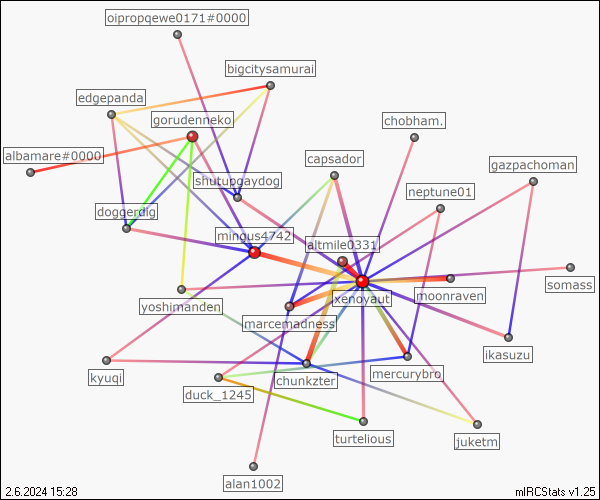 oipropqewe0171#0000
bigcitysamurai
edgepanda
gorudenneko
chobham.
albamare#0000
capsador
gazpachoman
shutupgaydog
neptune01
doggerdig
mingus4742
altmile0331
somass
yoshimanden
xenoyaut
moonraven
marcemadness
ikasuzu
kyuqi
chunkzter
mercurybro
duck_1245
turtelious
juketm
alan1002
2.6.2024 15:28
mIRCStats v1.25